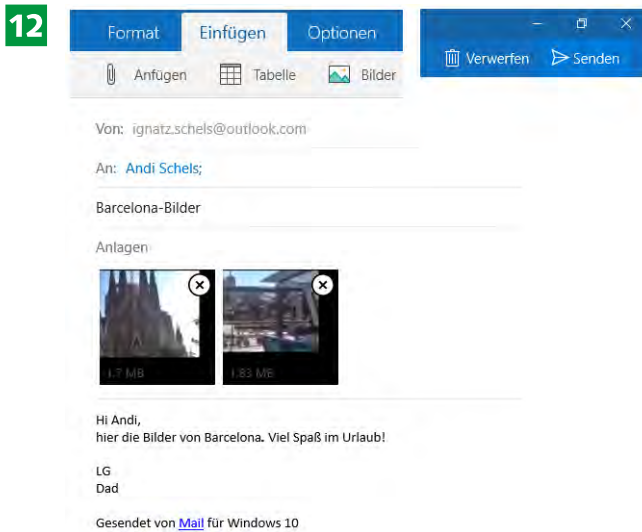 12
Format Einfügen Optionen
Verwerfen Senden
Anfügen Tabelle Bilder
Von: ignatz.schels@outlook.com
An: Andi Schels;
Barcelona-Bilder
Anlagen
1.7 MB 1.83 MB
Hi Andi,
hier die Bilder von Barcelona. Viel Spaß im Urlaub!
LG
Dad
Gesendet von Mail für Windows 10